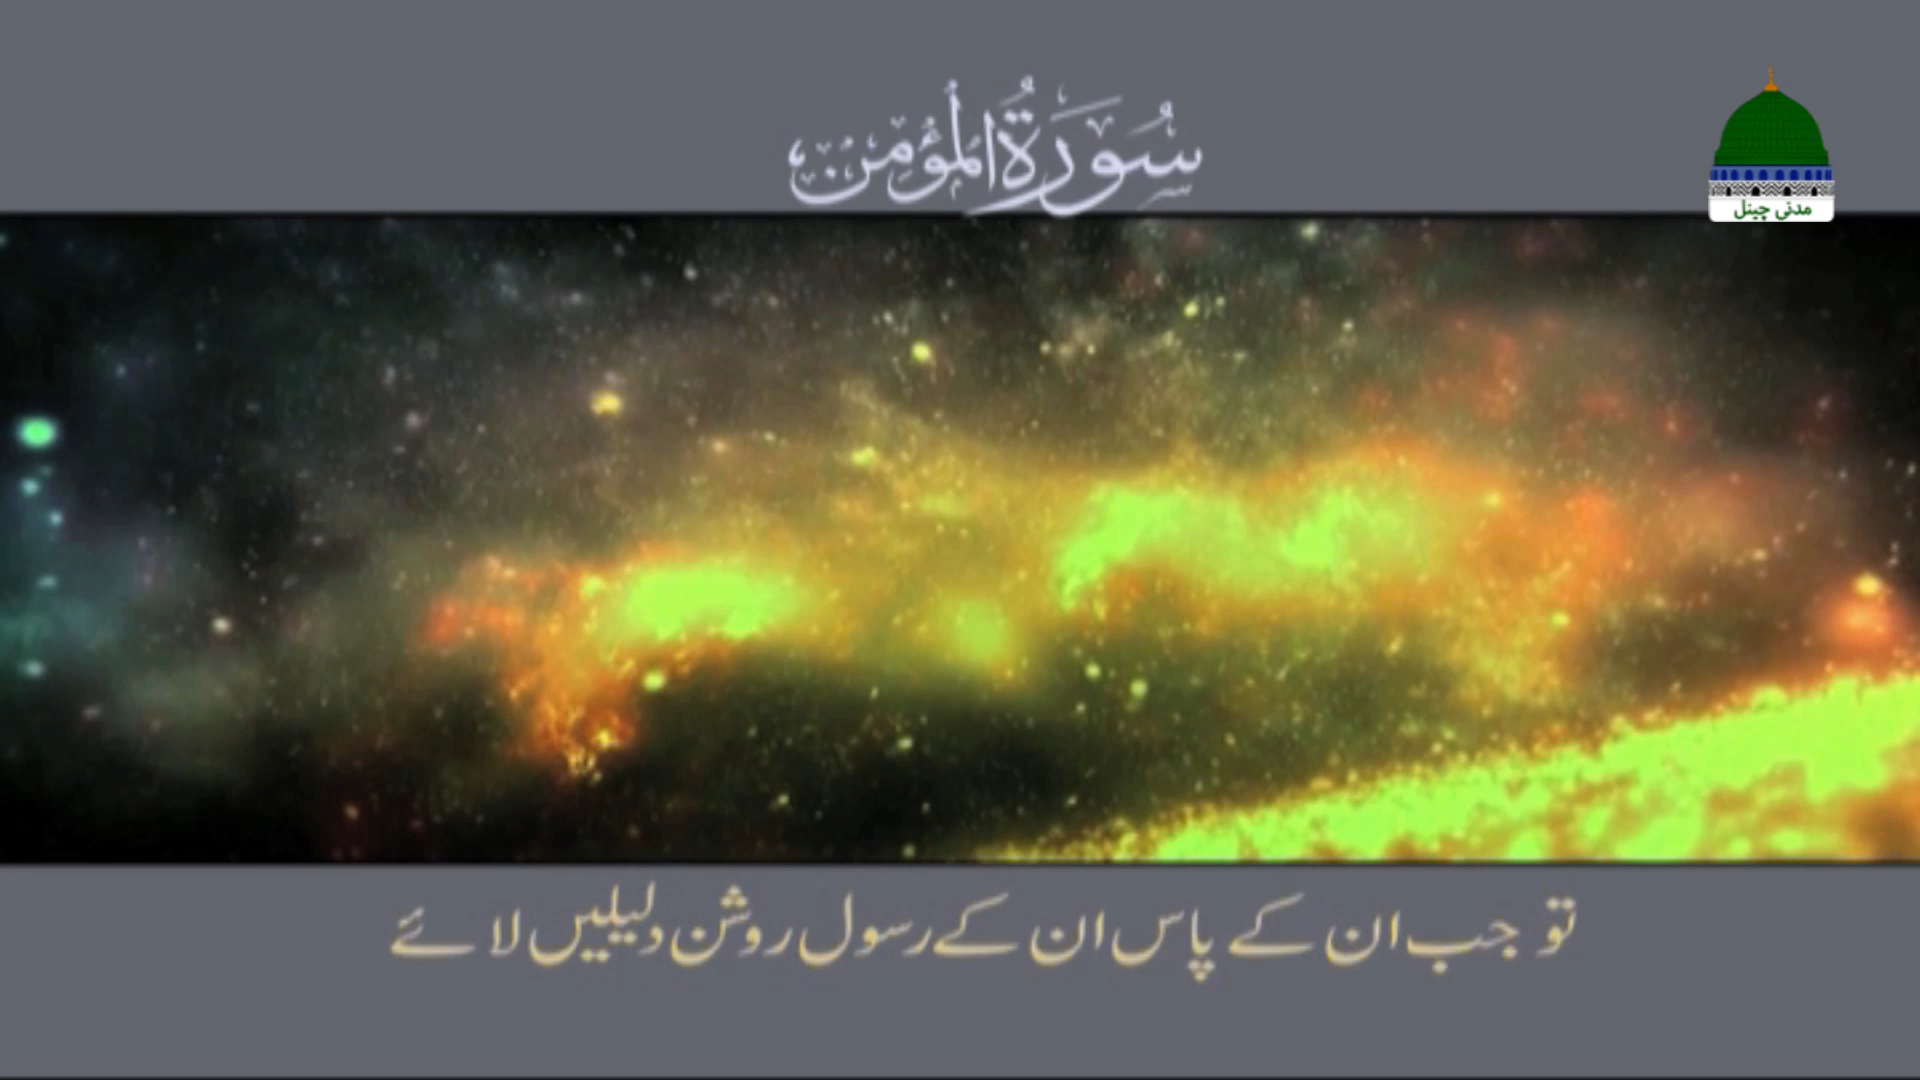 سُوْرَۃُ الْمُؤْمِن
مدنی چینل
تو جب ان کے پاس ان کے رسول روشن دلیلیں لائے